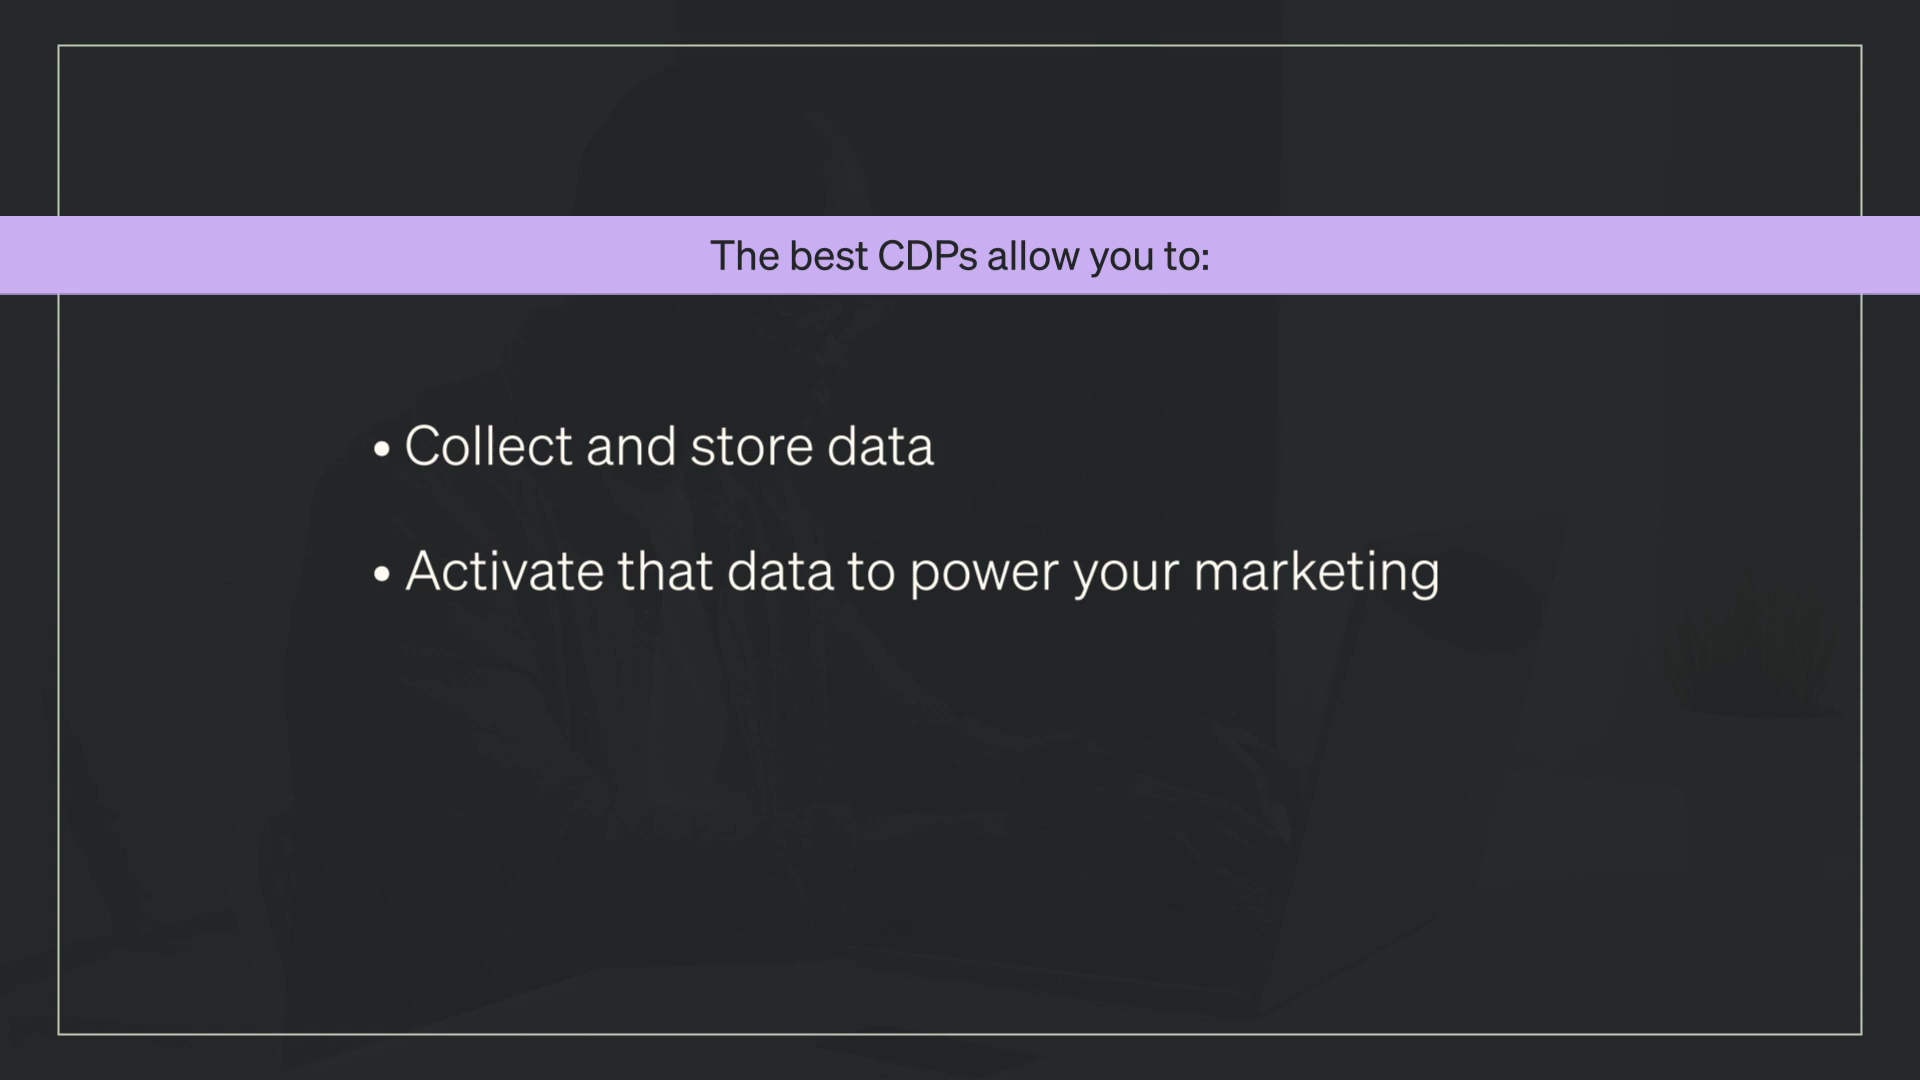 The best CDPs allow you to:
• Collect and store data
• Activate that data to power your marketing